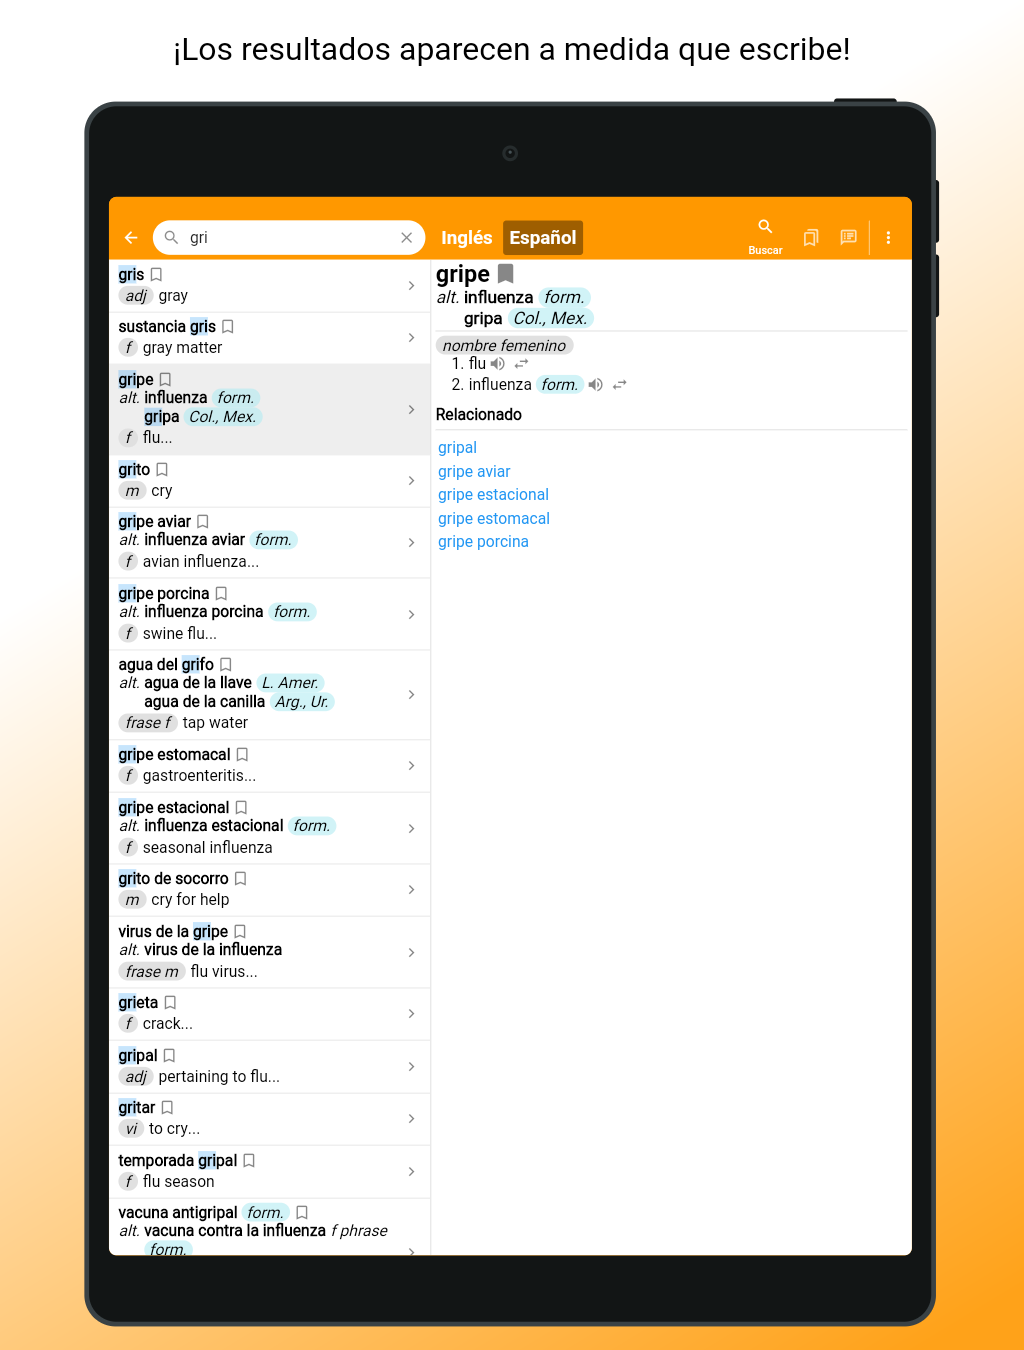 ¡Los resultados aparecen a medida que escribe!
gri
Inglés Español
Buscar
gris
adj gray
sustancia gris
f gray matter
gripe
alt. influenza form.
gripa Col., Mex.
f flu...
grito
m cry
gripe aviar
alt. influenza aviar form.
f avian influenza...
gripe porcina
alt. influenza porcina form.
f swine flu...
agua del grifo
alt. agua de la llave L. Amer.
agua de la canilla Arg., Ur.
frase f tap water
gripe estomacal
f gastroenteritis...
gripe estacional
alt. influenza estacional form.
f seasonal influenza
grito de socorro
m cry for help
virus de la gripe
alt. virus de la influenza
frase m flu virus...
grieta
f crack...
gripal
adj pertaining to flu...
gritar
vi to cry...
temporada gripal
f flu season
vacuna antigripal form.
alt. vacuna contra la influenza f phrase
form.
gripe
alt. influenza form.
gripa Col., Mex.
nombre femenino
1. flu
2. influenza form.
Relacionado
gripal
gripe aviar
gripe estacional
gripe estomacal
gripe porcina